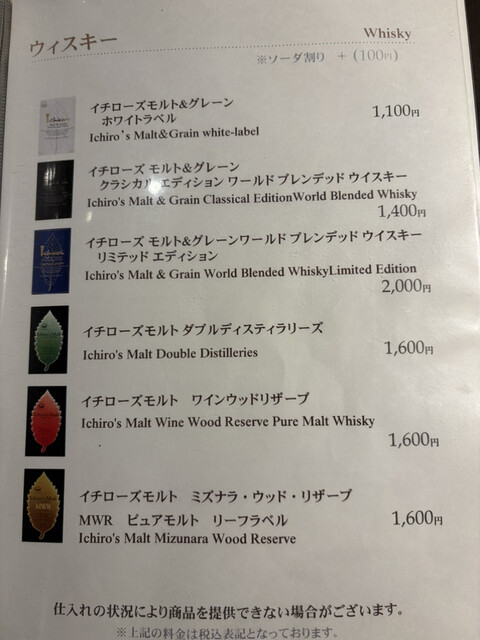 ウィスキー
Whisky
※ソーダ割り + (100円)
イチローズモルト&グレーン
ホワイトラベル
1,100円
Ichiro's Malt&Grain white-label
イチローズ モルト&グレーン
クラシカル エディション ワールド ブレンデッド ウイスキー
Ichiro's Malt & Grain Classical EditionWorld Blended Whisky
1,400円
イチローズ モルト&グレーンワールド ブレンデッド ウイスキー
リミテッド エディション
Ichiro's Malt & Grain World Blended WhiskyLimited Edition
2,000円
イチローズモルト ダブルディスティラリーズ
Ichiro's Malt Double Distilleries
1,600円
イチローズモルト ワインウッドリザーブ
Ichiro's Malt Wine Wood Reserve Pure Malt Whisky
1,600円
イチローズモルト ミズナラ・ウッド・リザーブ
MWR ピュアモルト リーフラベル
1,600円
Ichiro's Malt Mizunara Wood Reserve
MWR
仕入れの状況により商品を提供できない場合がございます。
※上記の料金は税込表記となっております。